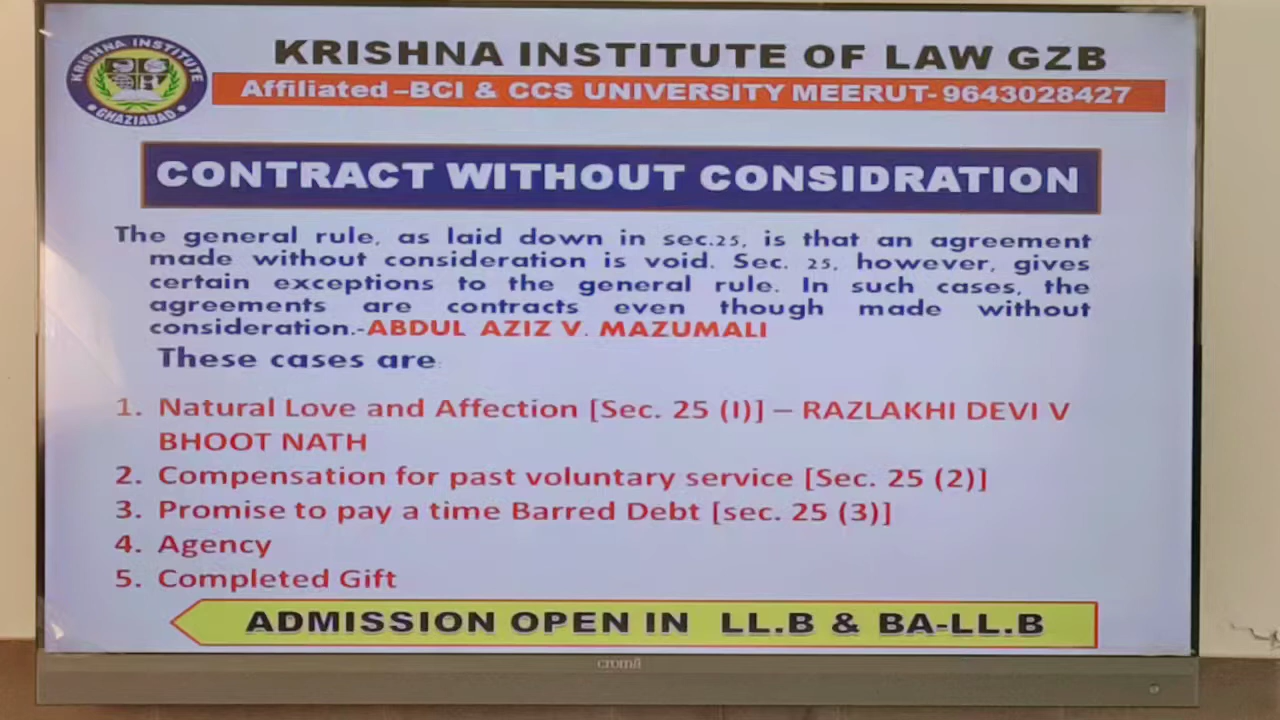 KRISHNA INSTITUTE OF LAW GZB
KRISHNA INSTITUTE
GHAZIABAD
Affiliated –BCI & CCS UNIVERSITY MEERUT- 9643028427
CONTRACT WITHOUT CONSIDRATION
The general rule, as laid down in sec.25, is that an agreement
made without consideration is void. Sec. 25, however, gives
certain exceptions to the general rule. In such cases, the
agreements are contracts even though made without
consideration.-ABDUL AZIZ V. MAZUMALI
These cases are:
1. Natural Love and Affection [Sec. 25 (I)] – RAZLAKHI DEVI V
BHOOT NATH
2. Compensation for past voluntary service [Sec. 25 (2)]
3. Promise to pay a time Barred Debt [sec. 25 (3)]
4. Agency
5. Completed Gift
ADMISSION OPEN IN LL.B & BA-LL.B
cromā